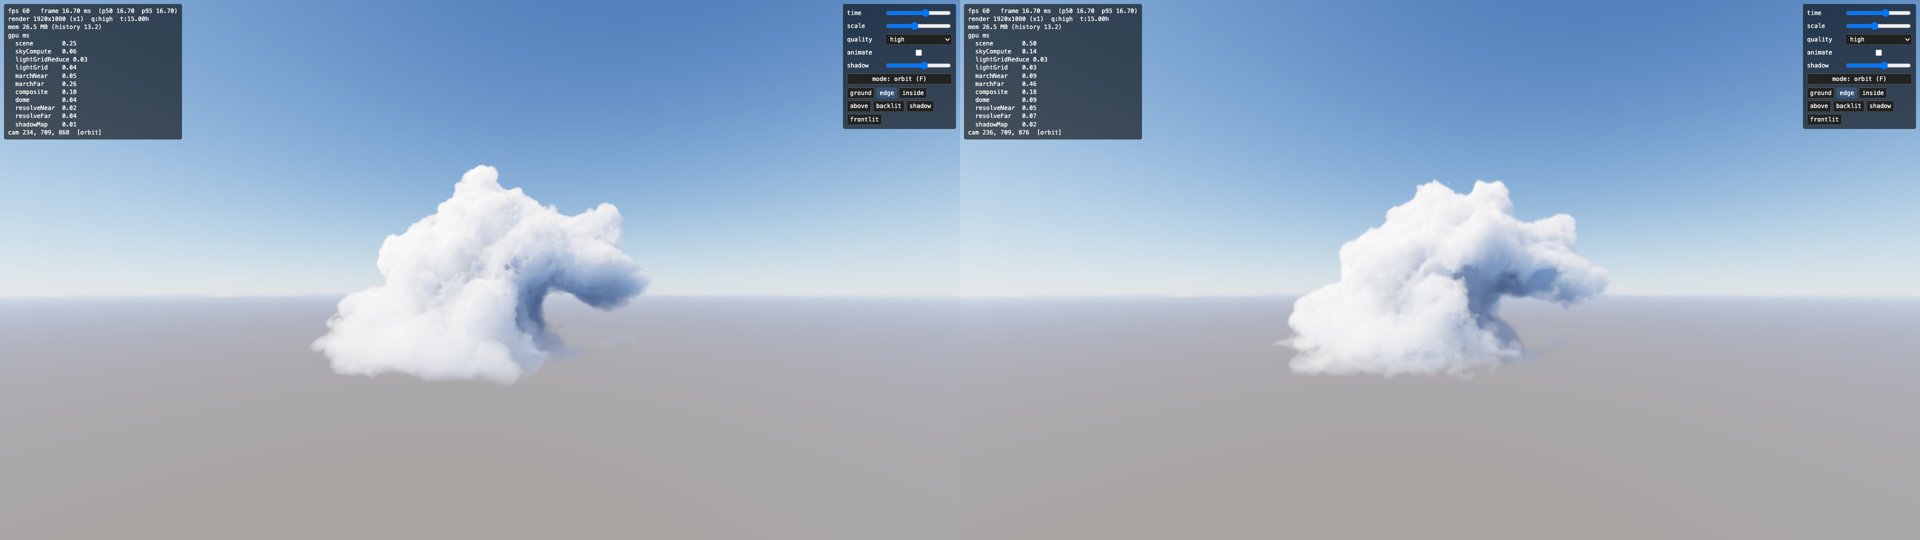 fps 60 frame 16.70 ms (p50 16.70 p95 16.70)
render 1920x1080 (x1) q:high t:15.00h
mem 26.5 MB (history 13.2)
gpu ms
scene 0.25
skyCompute 0.06
lightGridReduce 0.03
lightGrid 0.04
marchNear 0.05
marchFar 0.26
composite 0.10
dome 0.04
resolveNear 0.02
resolveFar 0.04
shadowMap 0.01
cam 234, 709, 868 [orbit]
time
scale
quality high
animate
shadow
mode: orbit (F)
ground edge inside
above backlit shadow
frontlit
fps 60 frame 16.70 ms (p50 16.70 p95 16.70)
render 1920x1080 (x1) q:high t:15.00h
mem 26.5 MB (history 13.2)
gpu ms
scene 0.50
skyCompute 0.14
lightGridReduce 0.03
lightGrid 0.03
marchNear 0.09
marchFar 0.46
composite 0.18
dome 0.09
resolveNear 0.05
resolveFar 0.07
shadowMap 0.02
cam 236, 709, 876 [orbit]
time
scale
quality high
animate
shadow
mode: orbit (F)
ground edge inside
above backlit shadow
frontlit